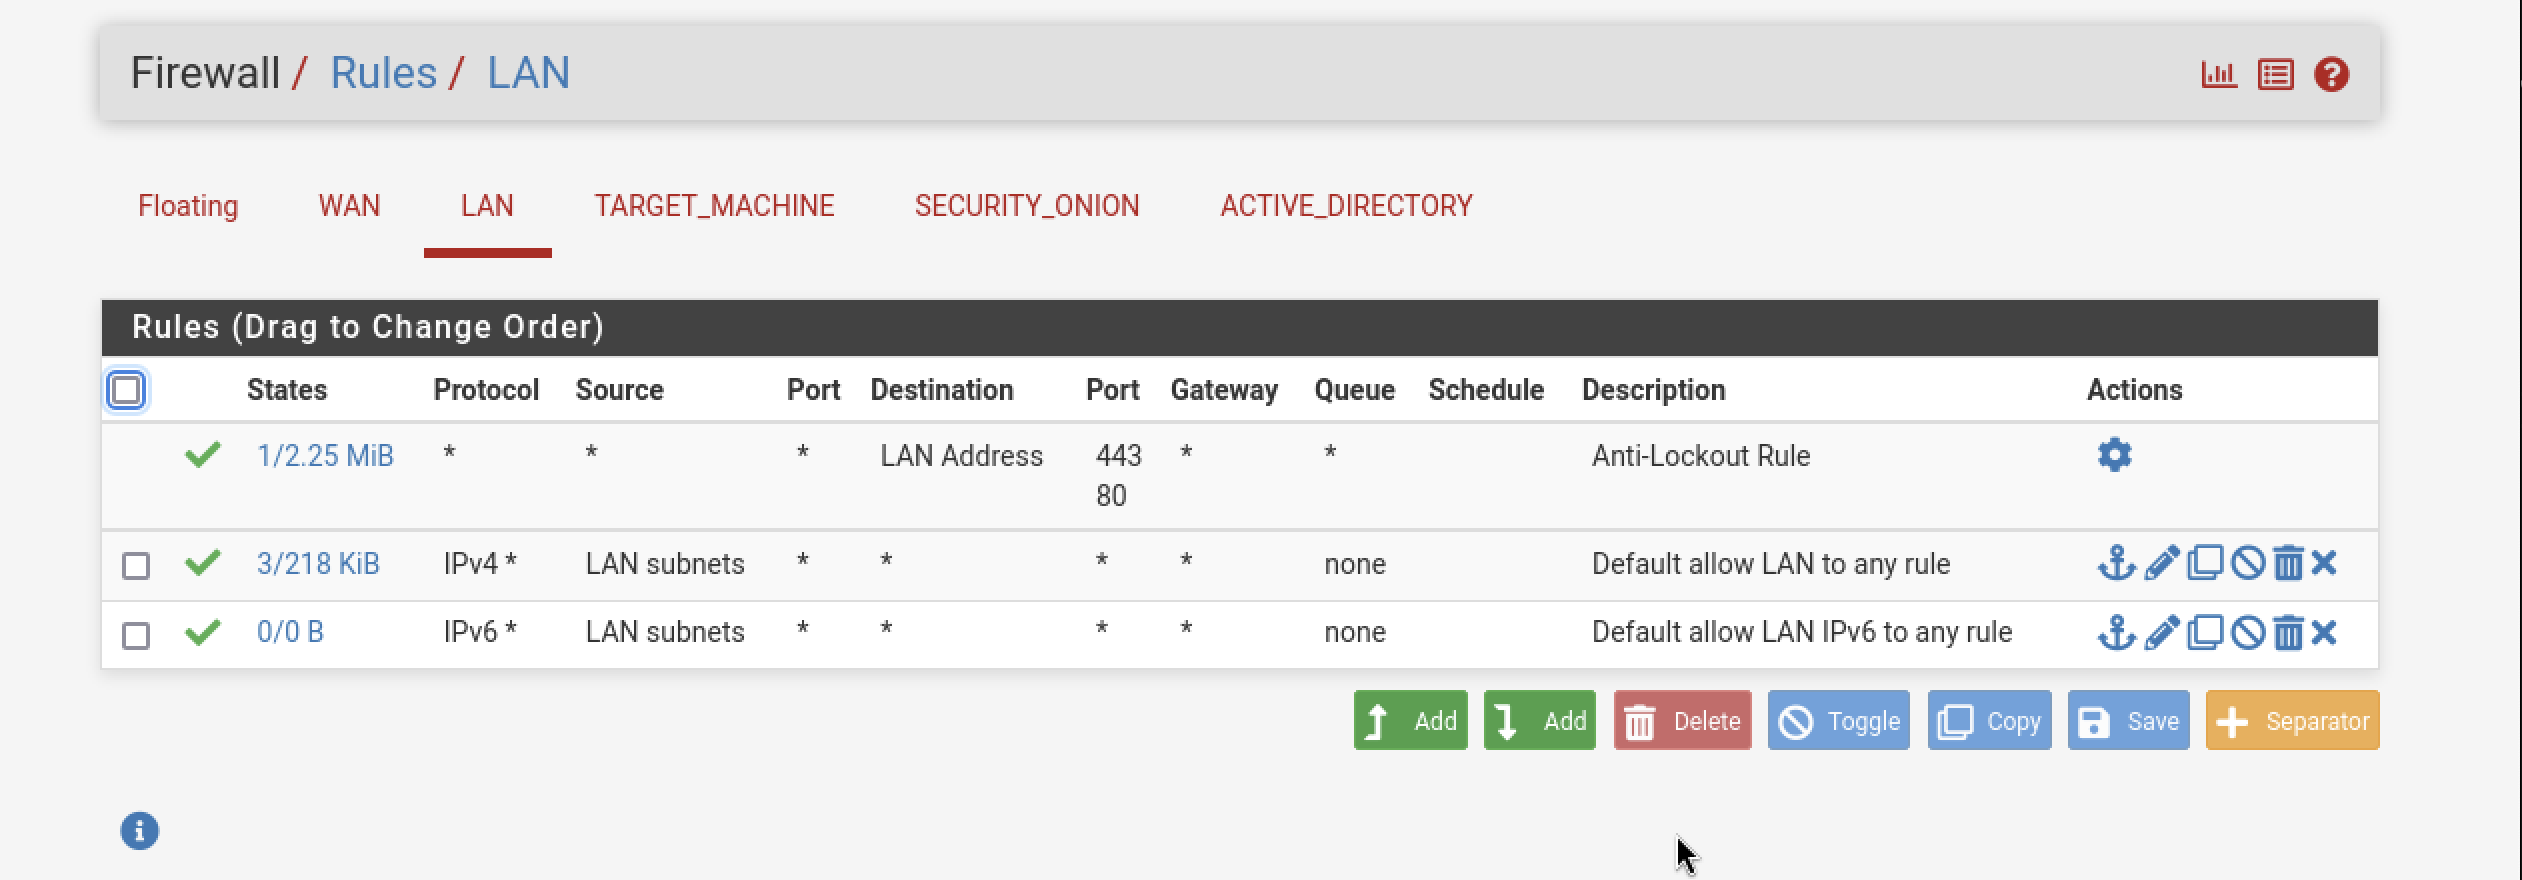 Firewall / Rules / LAN
Floating WAN LAN TARGET_MACHINE SECURITY_ONION ACTIVE_DIRECTORY
Rules (Drag to Change Order)
States Protocol Source Port Destination Port Gateway Queue Schedule Description Actions
1/2.25 MiB * * * LAN Address 443 * * Anti-Lockout Rule
80
3/218 KiB IPv4 * LAN subnets * * * * none Default allow LAN to any rule
0/0 B IPv6 * LAN subnets * * * * none Default allow LAN IPv6 to any rule
Add Add Delete Toggle Copy Save Separator